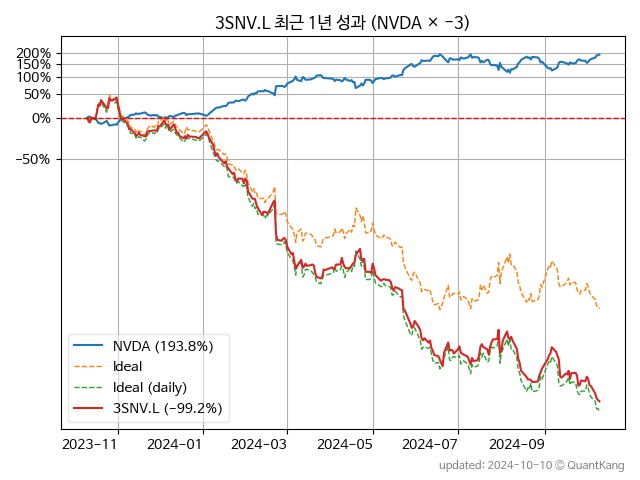 3SNV.L 최근 1년 성과 (NVDA × −3)
200%
150%
100%
50%
0%
−50%
NVDA (193.8%)
Ideal
Ideal (daily)
3SNV.L (−99.2%)
2023−11
2024−01
2024−03
2024−05
2024−07
2024−09
updated: 2024−10−10 © QuantKang